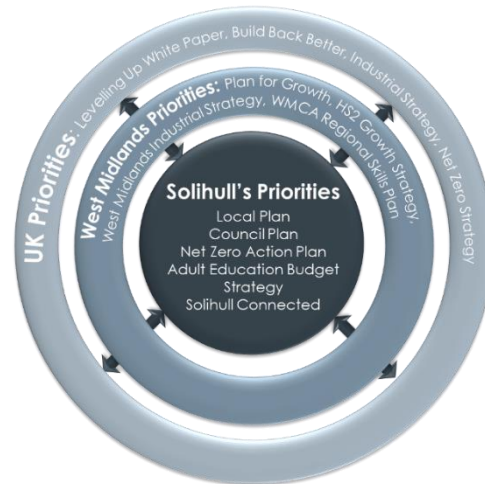 UK Priorities: Levelling Up White Paper, Build Back Better, Industrial Strategy, Net Zero Strategy
West Midlands Priorities: Plan for Growth, HS2 Growth Strategy,
West Midlands Industrial Strategy, WMCA Regional Skills Plan
Solihull's Priorities
Local Plan
Council Plan
Net Zero Action Plan
Adult Education Budget
Strategy
Solihull Connected